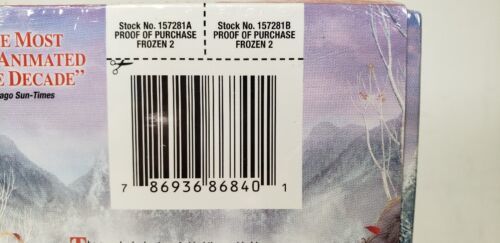 E MOST
ANIMATED
E DECADE”
ago Sun-Times
Stock No. 157281A
PROOF OF PURCHASE
FROZEN 2
Stock No. 157281B
PROOF OF PURCHASE
FROZEN 2
7 86936 86840 1